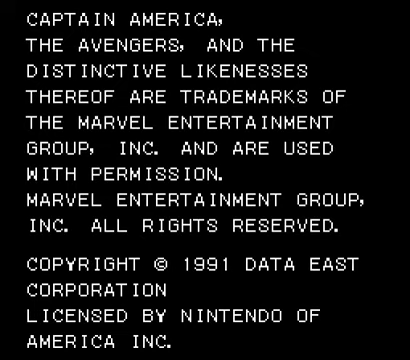 CAPTAIN AMERICA,
THE AVENGERS, AND THE
DISTINCTIVE LIKENESSES
THEREOF ARE TRADEMARKS OF
THE MARVEL ENTERTAINMENT
GROUP, INC. AND ARE USED
WITH PERMISSION.
MARVEL ENTERTAINMENT GROUP,
INC. ALL RIGHTS RESERVED.
COPYRIGHT © 1991 DATA EAST
CORPORATION
LICENSED BY NINTENDO OF
AMERICA INC.